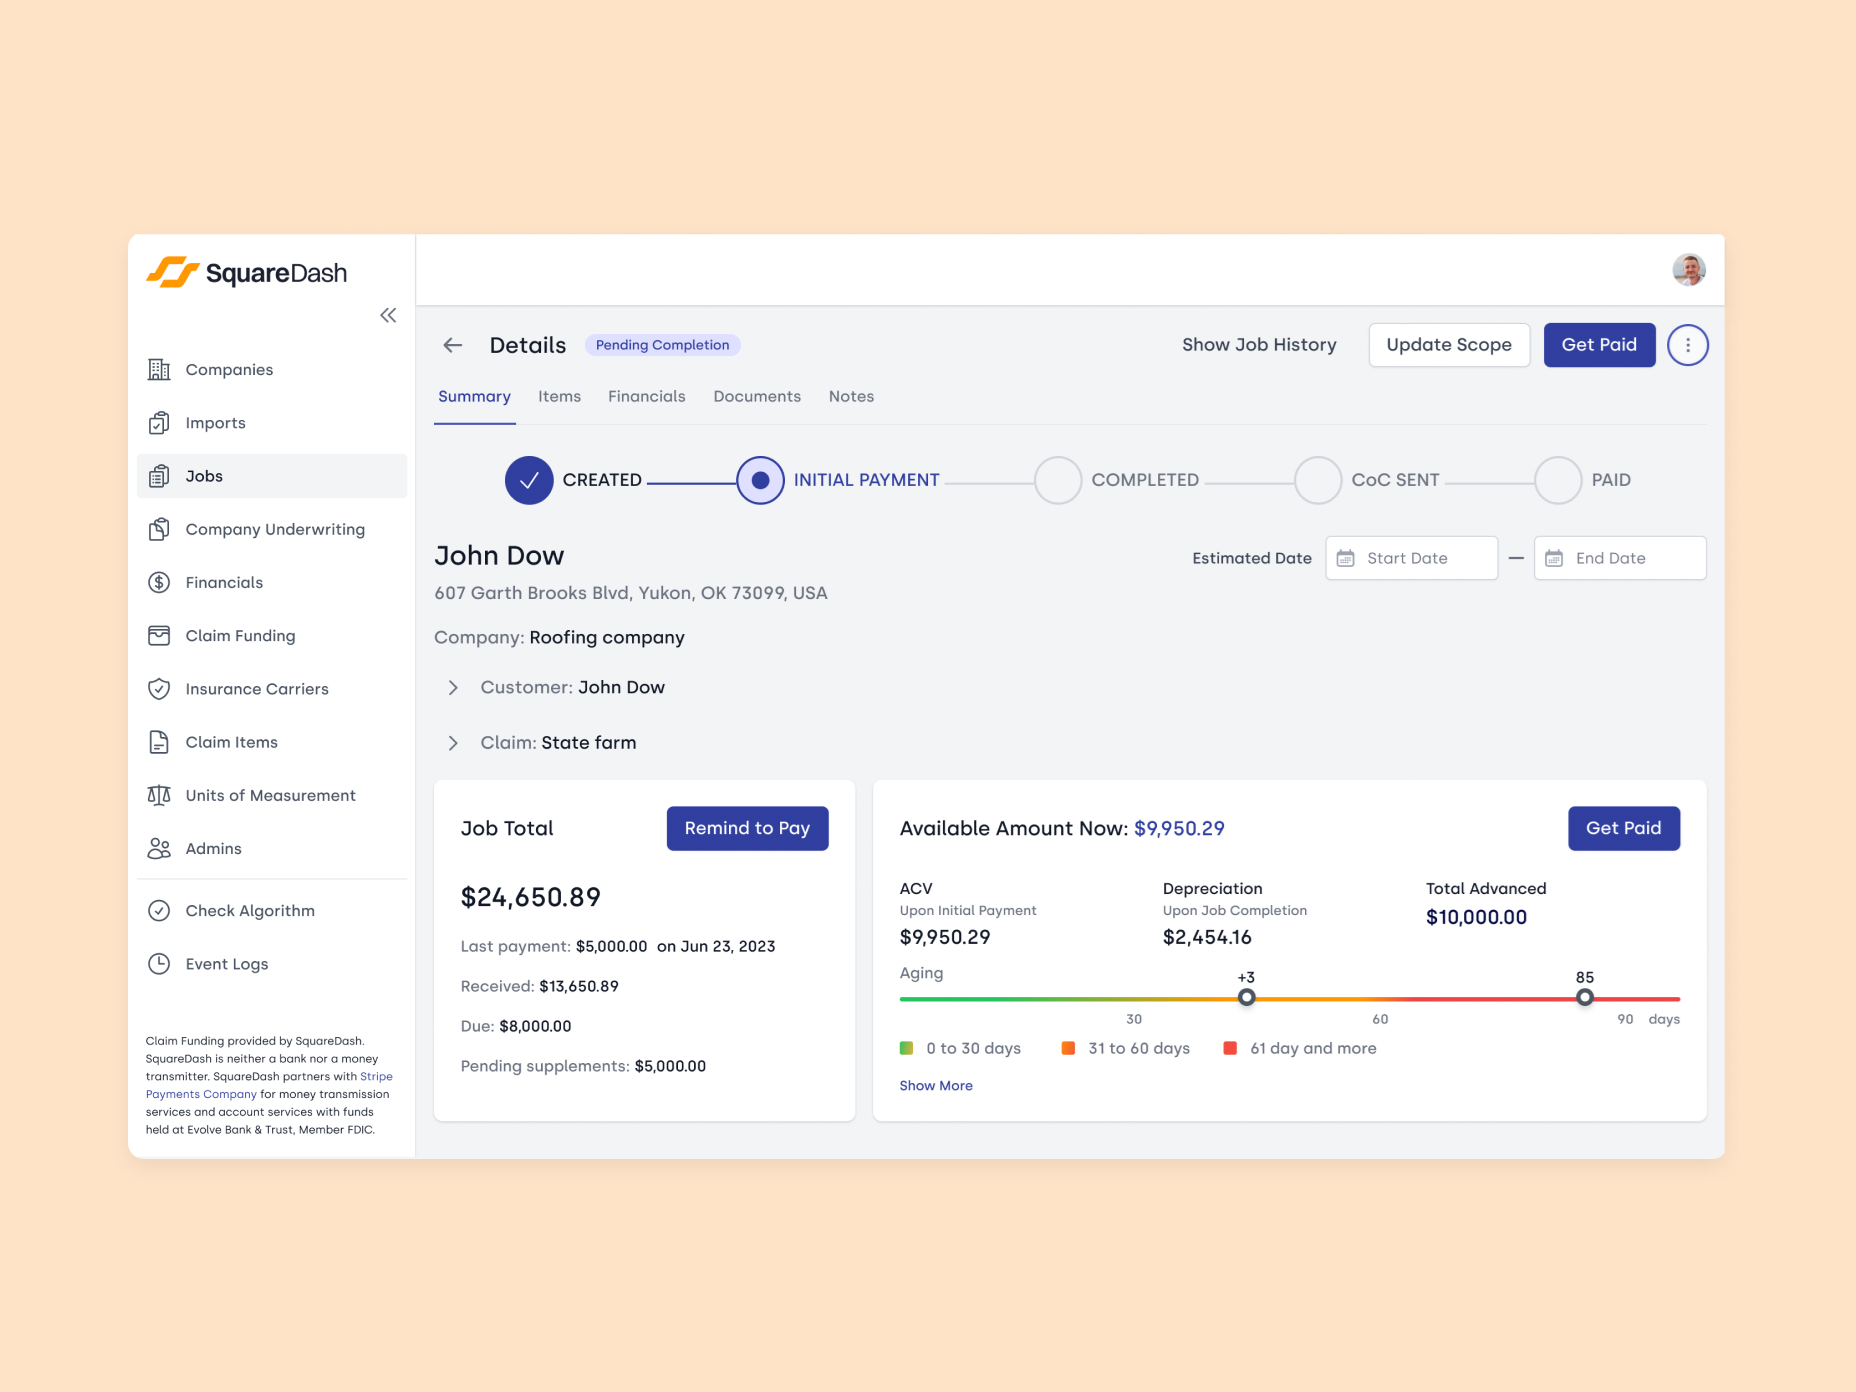 SquareDash
Companies
Imports
Jobs
Company Underwriting
Financials
Claim Funding
Insurance Carriers
Claim Items
Units of Measurement
Admins
Check Algorithm
Event Logs
Claim Funding provided by SquareDash.
SquareDash is neither a bank nor a money
transmitter. SquareDash partners with Stripe
Payments Company for money transmission
services and account services with funds
held at Evolve Bank & Trust, Member FDIC.
Details Pending Completion Show Job History Update Scope Get Paid
Summary Items Financials Documents Notes
CREATED INITIAL PAYMENT COMPLETED CoC SENT PAID
John Dow
Estimated Date Start Date — End Date
607 Garth Brooks Blvd, Yukon, OK 73099, USA
Company: Roofing company
Customer: John Dow
Claim: State farm
Job Total Remind to Pay
$24,650.89
Last payment: $5,000.00 on Jun 23, 2023
Received: $13,650.89
Due: $8,000.00
Pending supplements: $5,000.00
Available Amount Now: $9,950.29 Get Paid
ACV Depreciation Total Advanced
Upon Initial Payment Upon Job Completion $10,000.00
$9,950.29 $2,454.16
Aging +3 85
30 60 90 days
0 to 30 days 31 to 60 days 61 day and more
Show More